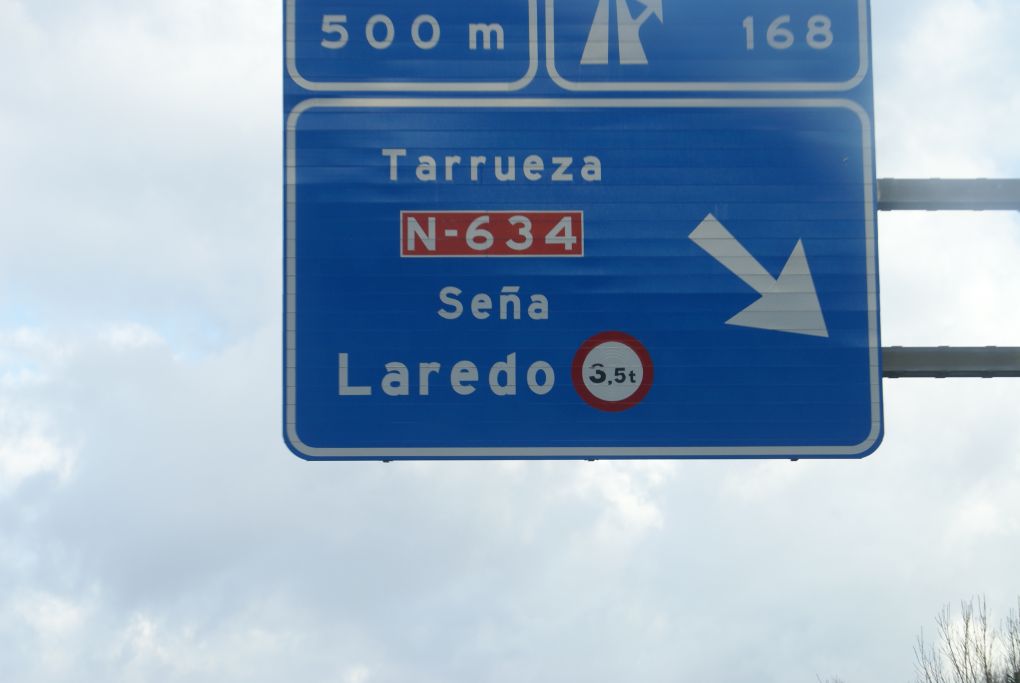 500 m
168
Tarrueza
N-634
Seña
Laredo
3,5t